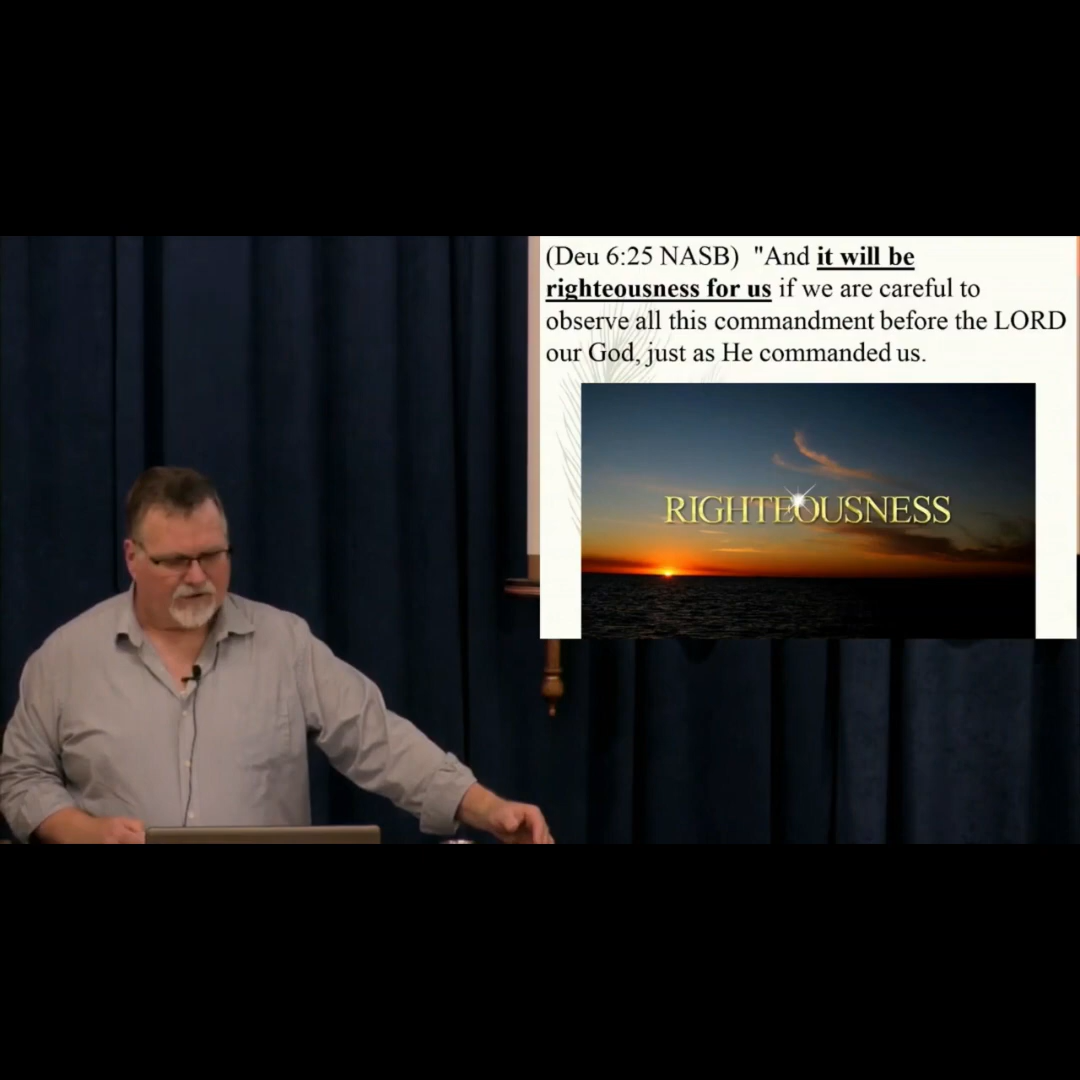 (Deu 6:25 NASB)  "And it will be
righteousness for us if we are careful to
observe all this commandment before the LORD
our God, just as He commanded us.
RIGHTEOUSNESS